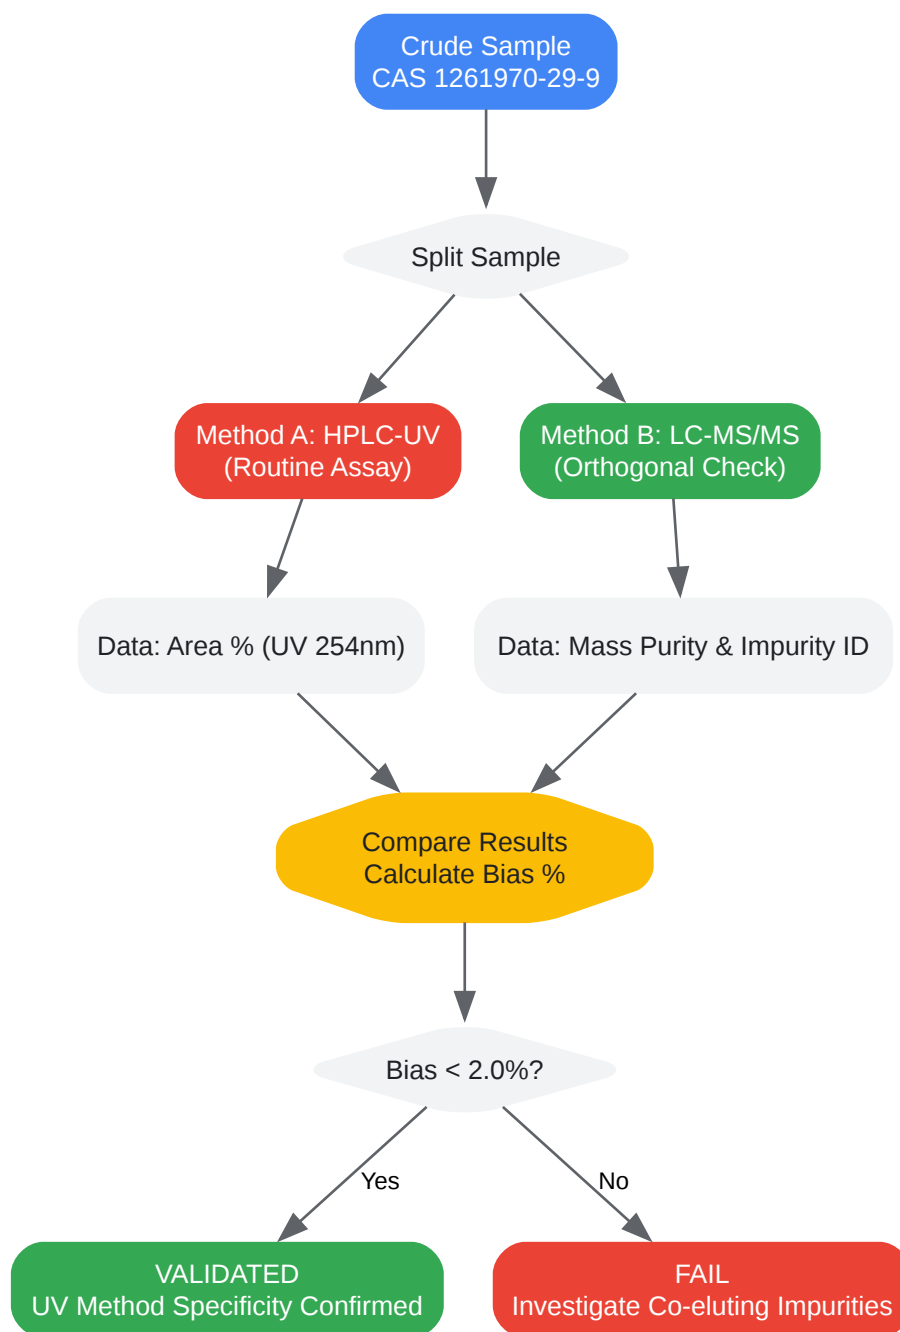 Crude Sample
CAS 1261970-29-9
Split Sample
Method A: HPLC-UV
(Routine Assay)
Method B: LC-MS/MS
(Orthogonal Check)
Data: Area % (UV 254nm)
Data: Mass Purity & Impurity ID
Compare Results
Calculate Bias %
Bias < 2.0%?
Yes
No
VALIDATED
UV Method Specificity Confirmed
FAIL
Investigate Co-eluting Impurities